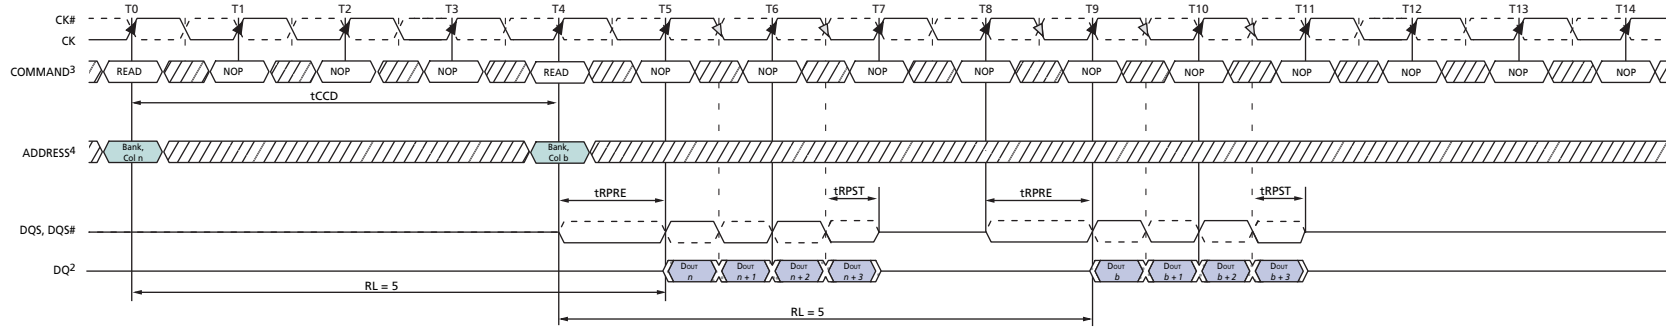 T0 T1 T2 T3 T4 T5 T6 T7 T8 T9 T10 T11 T12 T13 T14
CK#
CK
COMMAND3 READ NOP NOP NOP READ NOP NOP NOP NOP NOP NOP NOP NOP NOP NOP
tCCD
ADDRESS4 Bank, Col n Bank, Col b
tRPRE tRPST tRPRE tRPST
DQS, DQS#
DQ2 DOUT n DOUT n + 1 DOUT n + 2 DOUT n + 3 DOUT b DOUT b + 1 DOUT b + 2 DOUT b + 3
RL = 5
RL = 5